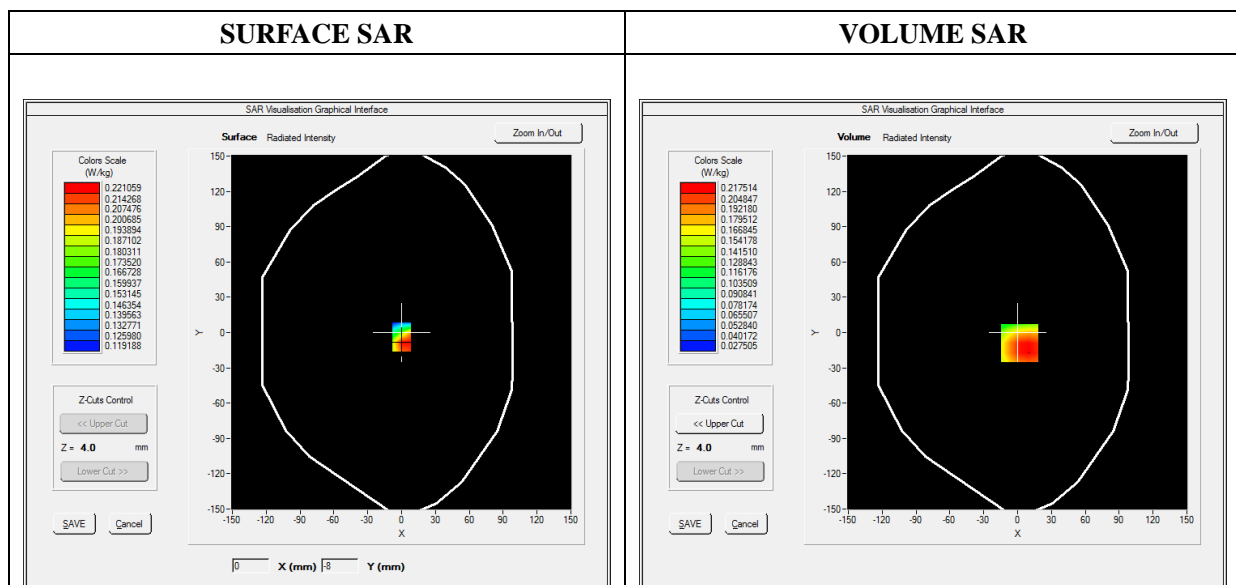 SURFACE SAR
VOLUME SAR
SAR Visualisation Graphical Interface
Surface Radiated Intensity
Zoom In/Out
Colors Scale
(W/kg)
0.221059
0.214268
0.207476
0.200685
0.193894
0.187102
0.180311
0.173520
0.166728
0.159937
0.153145
0.146354
0.139563
0.132771
0.125980
0.119188
Z-Cuts Control
<< Upper Cut
Z = 4.0 mm
Lower Cut >>
SAVE Cancel
150
120
90
60
30
0
-30
-60
-90
-120
-150
Y
-150 -120 -90 -60 -30 0 30 60 90 120 150
X
0 X (mm) -8 Y (mm)
SAR Visualisation Graphical Interface
Volume Radiated Intensity
Zoom In/Out
Colors Scale
(W/kg)
0.217514
0.204847
0.192180
0.179512
0.166845
0.154178
0.141510
0.128843
0.116176
0.103509
0.090841
0.078174
0.065507
0.052840
0.040172
0.027505
Z-Cuts Control
<< Upper Cut
Z = 4.0 mm
Lower Cut >>
SAVE Cancel
150
120
90
60
30
0
-30
-60
-90
-120
-150
Y
-150 -120 -90 -60 -30 0 30 60 90 120 150
X